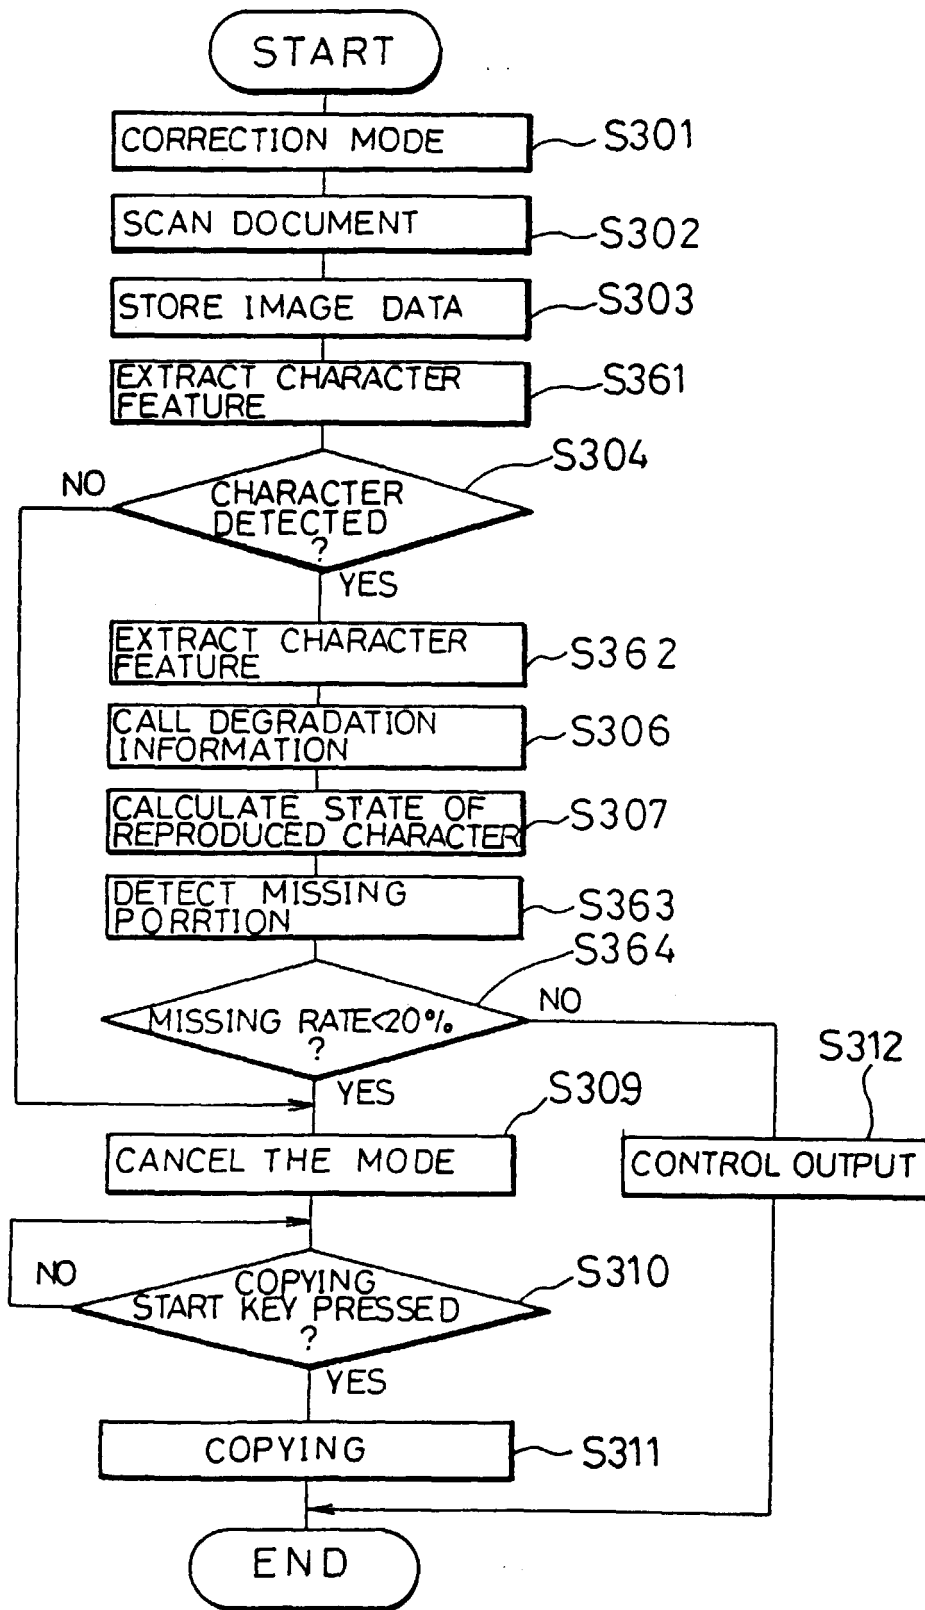 START
CORRECTION MODE
S301
SCAN DOCUMENT
S302
STORE IMAGE DATA
S303
EXTRACT CHARACTER
FEATURE
S361
S304
NO
CHARACTER
DETECTED
?
YES
EXTRACT CHARACTER
FEATURE
S362
CALL DEGRADATION
INFORMATION
S306
CALCULATE STATE OF
REPRODUCED CHARACTER
S307
DETECT MISSING
PORRTION
S363
S364
MISSING RATE<20%
?
NO
YES
S312
S309
CANCEL THE MODE
CONTROL OUTPUT
NO
COPYING
START KEY PRESSED
?
S310
YES
COPYING
S311
END